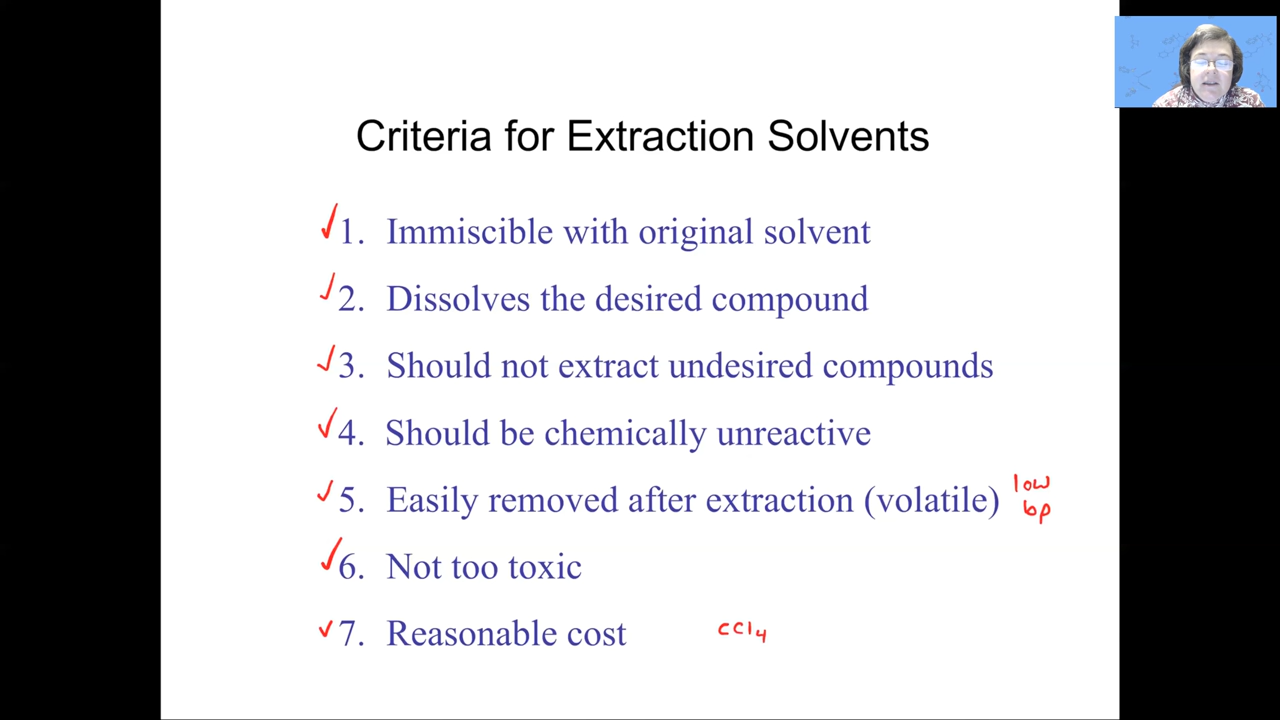 Criteria for Extraction Solvents
1. Immiscible with original solvent
2. Dissolves the desired compound
3. Should not extract undesired compounds
4. Should be chemically unreactive
5. Easily removed after extraction (volatile) low bp
6. Not too toxic
7. Reasonable cost CCl4